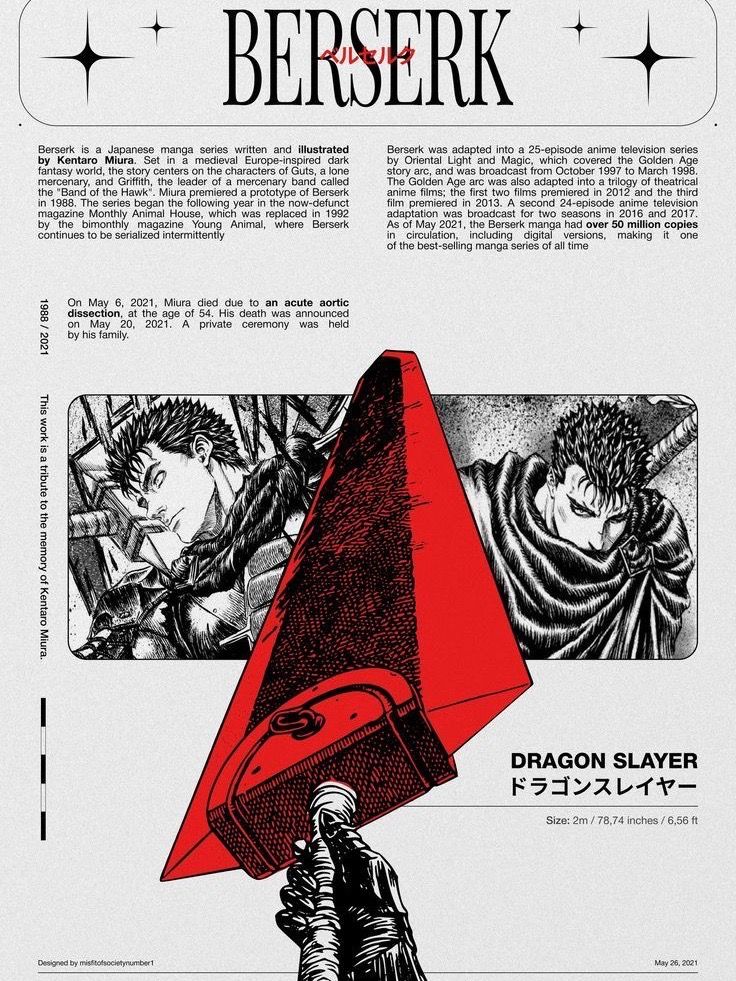 BERSERK
ベルセルク
Berserk is a Japanese manga series written and illustrated
by Kentaro Miura. Set in a medieval Europe-inspired dark
fantasy world, the story centers on the characters of Guts, a lone
mercenary, and Griffith, the leader of a mercenary band called
the "Band of the Hawk". Miura premiered a prototype of Berserk
in 1988. The series began the following year in the now-defunct
magazine Monthly Animal House, which was replaced in 1992
by the bimonthly magazine Young Animal, where Berserk
continues to be serialized intermittently
Berserk was adapted into a 25-episode anime television series
by Oriental Light and Magic, which covered the Golden Age
story arc, and was broadcast from October 1997 to March 1998.
The Golden Age arc was also adapted into a trilogy of theatrical
anime films; the first two films premiered in 2012 and the third
film premiered in 2013. A second 24-episode anime television
adaptation was broadcast for two seasons in 2016 and 2017.
As of May 2021, the Berserk manga had over 50 million copies
in circulation, including digital versions, making it one
of the best-selling manga series of all time
1988 / 2021
On May 6, 2021, Miura died due to an acute aortic
dissection, at the age of 54. His death was announced
on May 20, 2021. A private ceremony was held
by his family.
This work is a tribute to the memory of Kentaro Miura.
DRAGON SLAYER
ドラゴンスレイヤー
Size: 2m / 78,74 inches / 6,56 ft
Designed by misfitofsocietynumber1
May 26, 2021